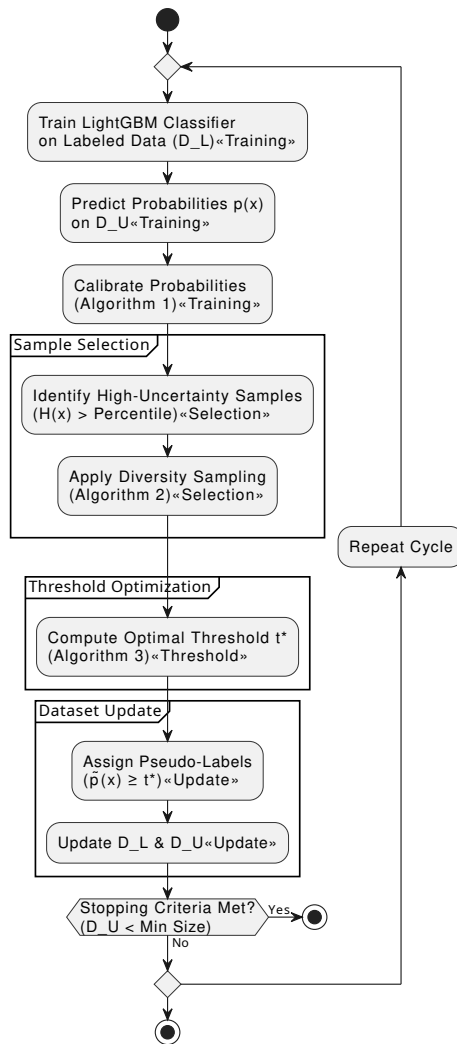 Train LightGBM Classifier
on Labeled Data (D_L)«Training»
Predict Probabilities p(x)
on D_U«Training»
Calibrate Probabilities
(Algorithm 1)«Training»
Sample Selection
Identify High-Uncertainty Samples
(H(x) > Percentile)«Selection»
Apply Diversity Sampling
(Algorithm 2)«Selection»
Repeat Cycle
Threshold Optimization
Compute Optimal Threshold t*
(Algorithm 3)«Threshold»
Dataset Update
Assign Pseudo-Labels
(p̃(x) ≥ t*)«Update»
Update D_L & D_U«Update»
Stopping Criteria Met?
(D_U < Min Size)
Yes
No